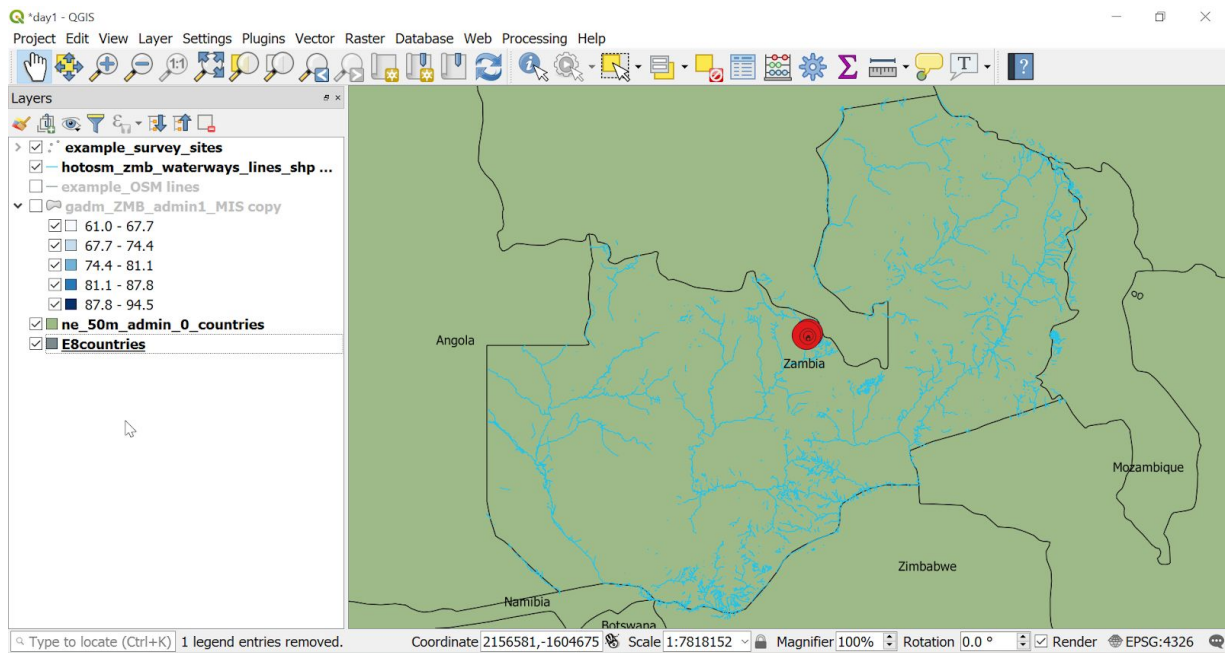 *day1 - QGIS
Project Edit View Layer Settings Plugins Vector Raster Database Web Processing Help
1:1
Σ
T
?
Layers
ε
example_survey_sites
hotosm_zmb_waterways_lines_shp ...
example_OSM lines
gadm_ZMB_admin1_MIS copy
61.0 - 67.7
67.7 - 74.4
74.4 - 81.1
81.1 - 87.8
87.8 - 94.5
ne_50m_admin_0_countries
E8countries
Angola
Zambia
Mozambique
Zimbabwe
Namibia
Botswana
Type to locate (Ctrl+K) 1 legend entries removed. Coordinate 2156581,-1604675 Scale 1:7818152 Magnifier 100% Rotation 0.0 ° Render EPSG:4326